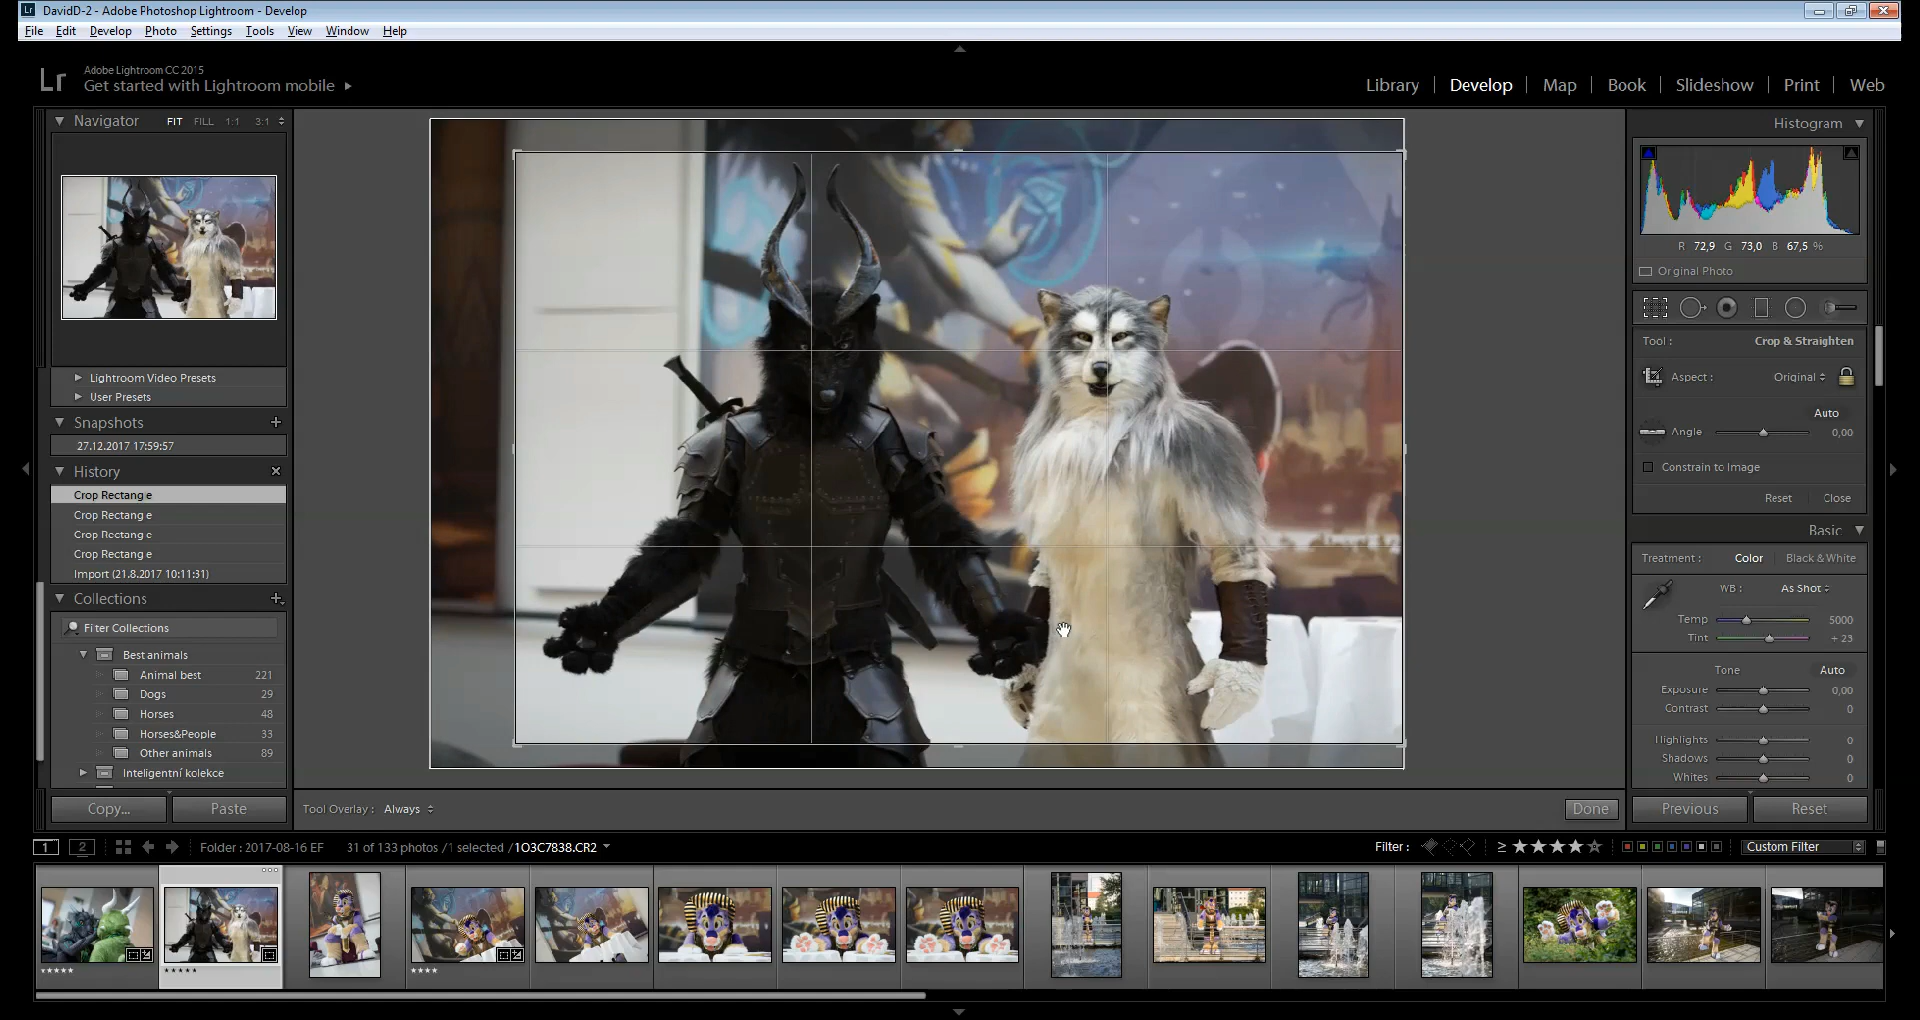 Lr DavidD-2 - Adobe Photoshop Lightroom - Develop
File Edit Develop Photo Settings Tools View Window Help
Lr
Adobe Lightroom CC 2015
Get started with Lightroom mobile
Library Develop Map Book Slideshow Print Web
Navigator FIT FILL 1:1 3:1
Lightroom Video Presets
User Presets
Snapshots +
27.12.2017 17:59:57
History
Crop Rectangle
Crop Rectangle
Crop Rectangle
Crop Rectangle
Import (21.8.2017 10:11:31)
Collections
Filter Collections
Best animals
Animal best 221
Dogs 29
Horses 48
Horses&People 33
Other animals 89
Inteligentní kolekce
Copy... Paste
Tool Overlay : Always
Done
Histogram
R 72,9 G 73,0 B 67,5 %
Original Photo
Tool : Crop & Straighten
Aspect : Original
Auto
Angle 0,00
Constrain to Image
Reset Close
Basic
Treatment : Color Black & White
WB : As Shot
Temp 5000
Tint + 23
Tone Auto
Exposure 0,00
Contrast 0
Highlights 0
Shadows 0
Whites 0
Previous Reset
1 2 Folder : 2017-08-16 EF 31 of 133 photos / 1 selected / 1O3C7838.CR2
Filter : ≥ ★★★★☆ Custom Filter